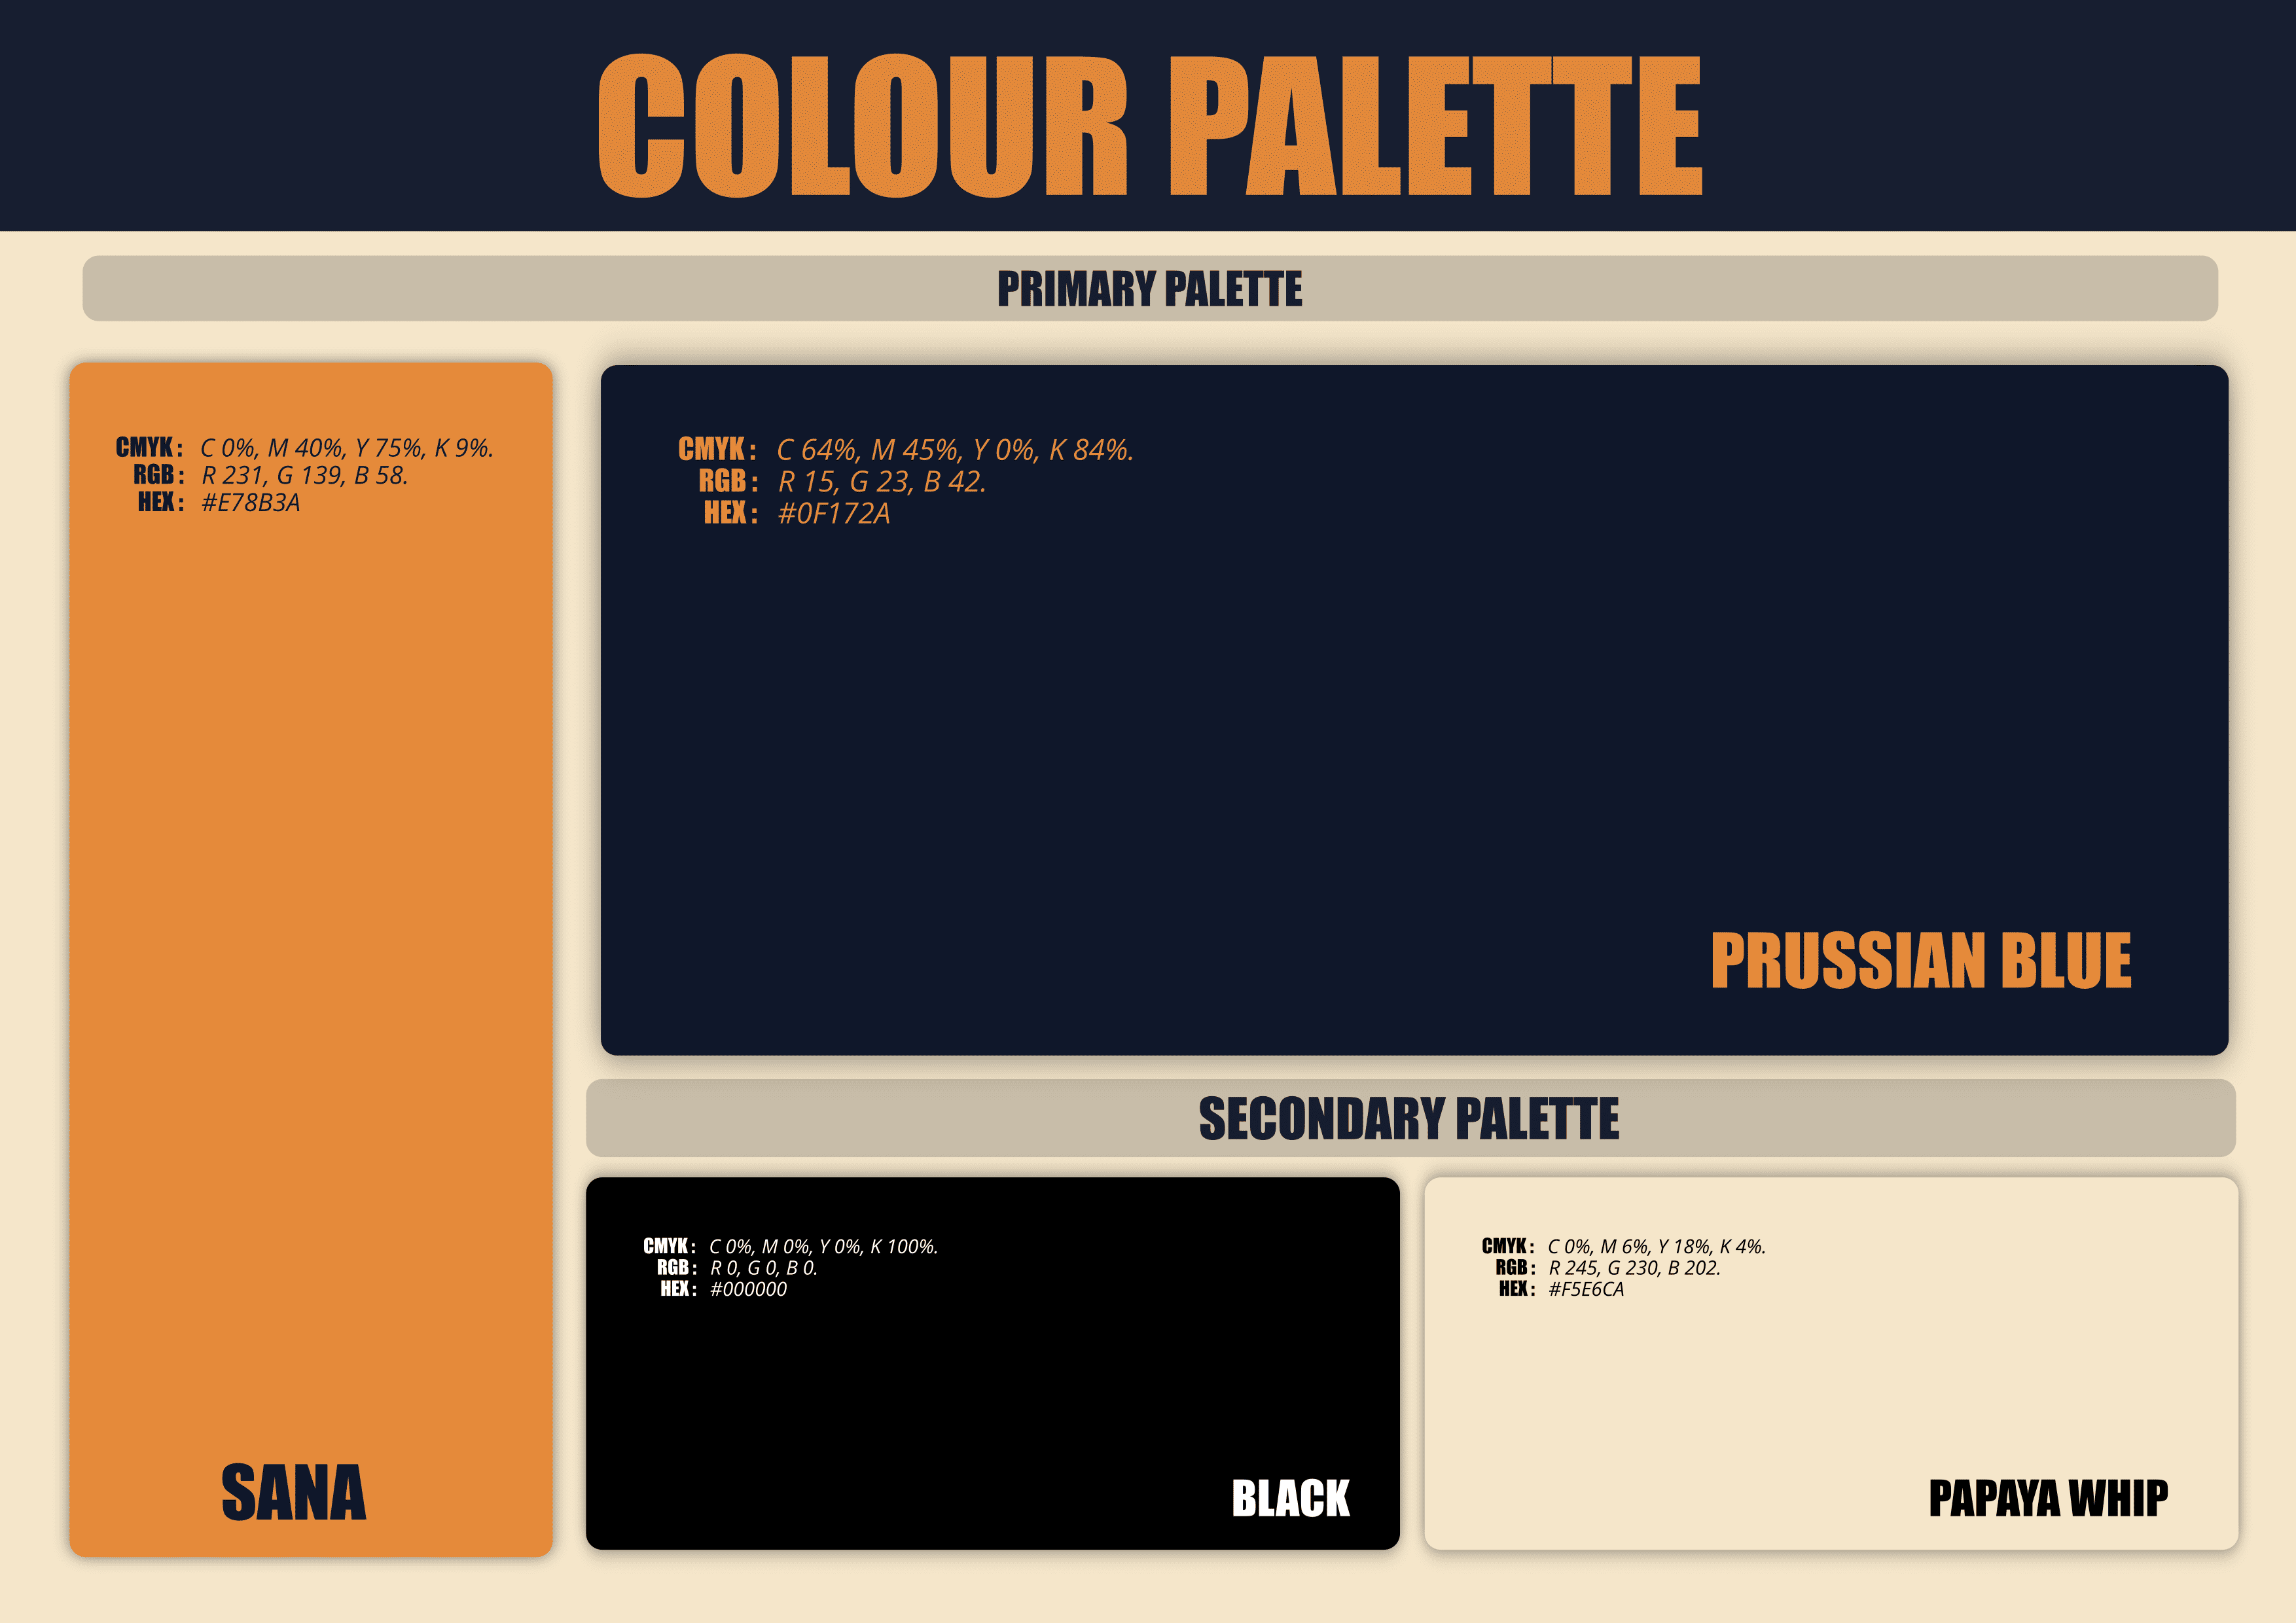 COLOUR PALETTE
PRIMARY PALETTE
CMYK: C 0%, M 40%, Y 75%, K 9%.
RGB: R 231, G 139, B 58.
HEX: #E78B3A
SANA
CMYK: C 64%, M 45%, Y 0%, K 84%.
RGB: R 15, G 23, B 42.
HEX: #0F172A
PRUSSIAN BLUE
SECONDARY PALETTE
CMYK: C 0%, M 0%, Y 0%, K 100%.
RGB: R 0, G 0, B 0.
HEX: #000000
BLACK
CMYK: C 0%, M 6%, Y 18%, K 4%.
RGB: R 245, G 230, B 202.
HEX: #F5E6CA
PAPAYA WHIP